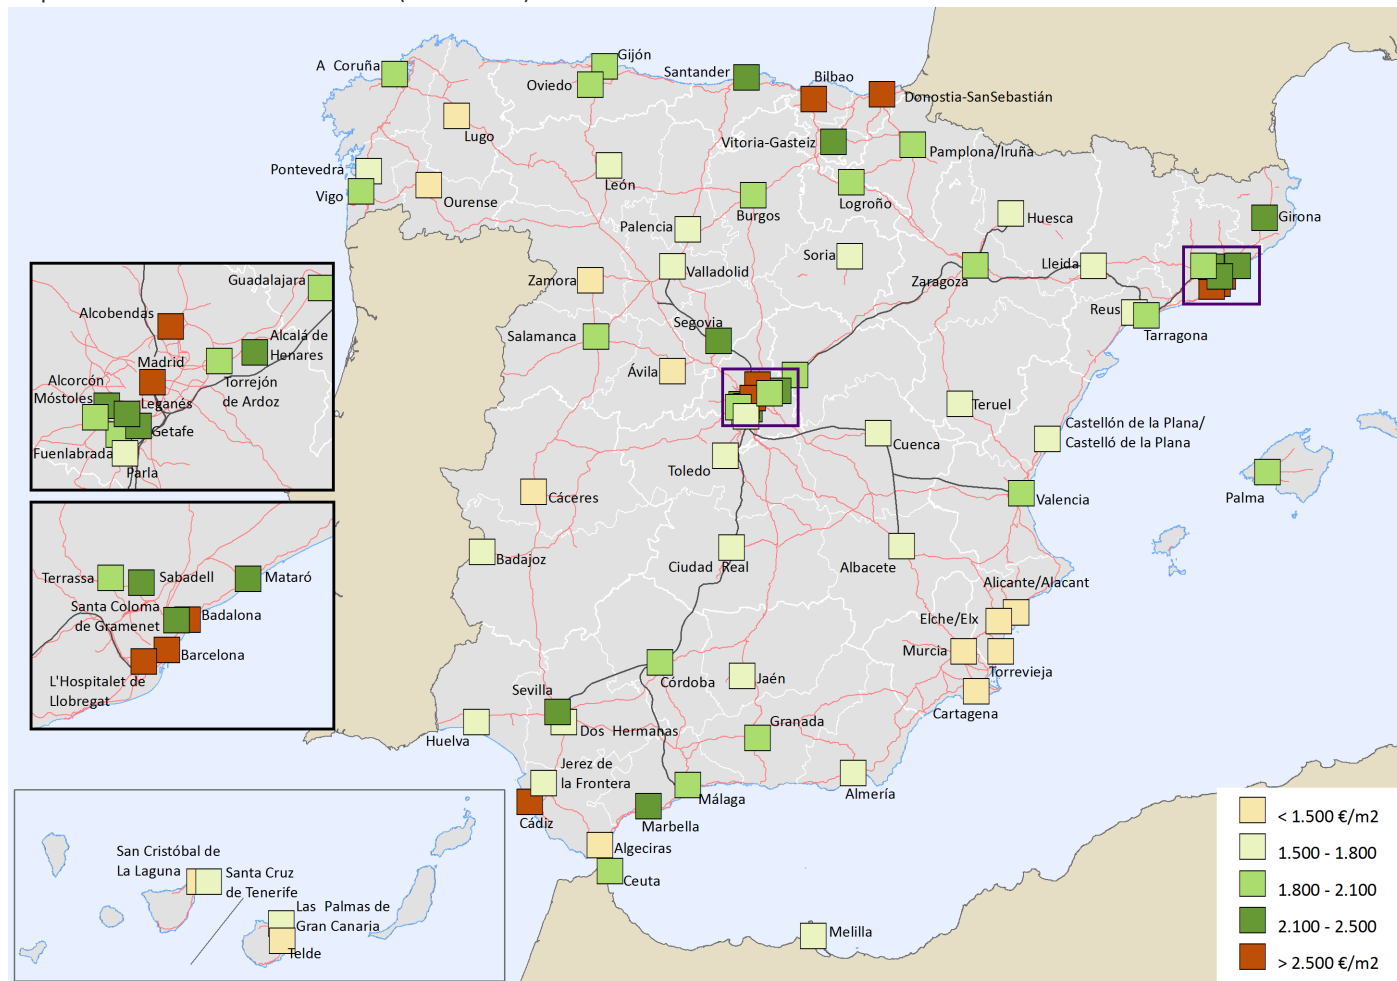 A Coruña
Gijón
Oviedo
Santander
Bilbao
Donostia-SanSebastián
Lugo
Vitoria-Gasteiz
Pamplona/Iruña
Pontevedra
León
Vigo
Ourense
Burgos
Logroño
Huesca
Girona
Palencia
Soria
Zamora
Valladolid
Zaragoza
Lleida
Reus
Tarragona
Salamanca
Segovia
Ávila
Teruel
Castellón de la Plana/
Castelló de la Plana
Cuenca
Toledo
Palma
Valencia
Cáceres
Badajoz
Ciudad Real
Albacete
Alicante/Alacant
Elche/Elx
Murcia
Torrevieja
Cartagena
Córdoba
Jaén
Sevilla
Dos Hermanas
Granada
Huelva
Jerez de
la Frontera
Almería
Málaga
Cádiz
Marbella
Algeciras
Ceuta
Melilla
Guadalajara
Alcobendas
Alcalá de
Henares
Madrid
Torrejón
de Ardoz
Alcorcón
Móstoles
Leganés
Getafe
Fuenlabrada
Parla
Terrassa
Sabadell
Mataró
Santa Coloma
de Gramenet
Badalona
Barcelona
L'Hospitalet de
Llobregat
San Cristóbal de
La Laguna
Santa Cruz
de Tenerife
Las Palmas de
Gran Canaria
Telde
< 1.500 €/m2
1.500 - 1.800
1.800 - 2.100
2.100 - 2.500
> 2.500 €/m2